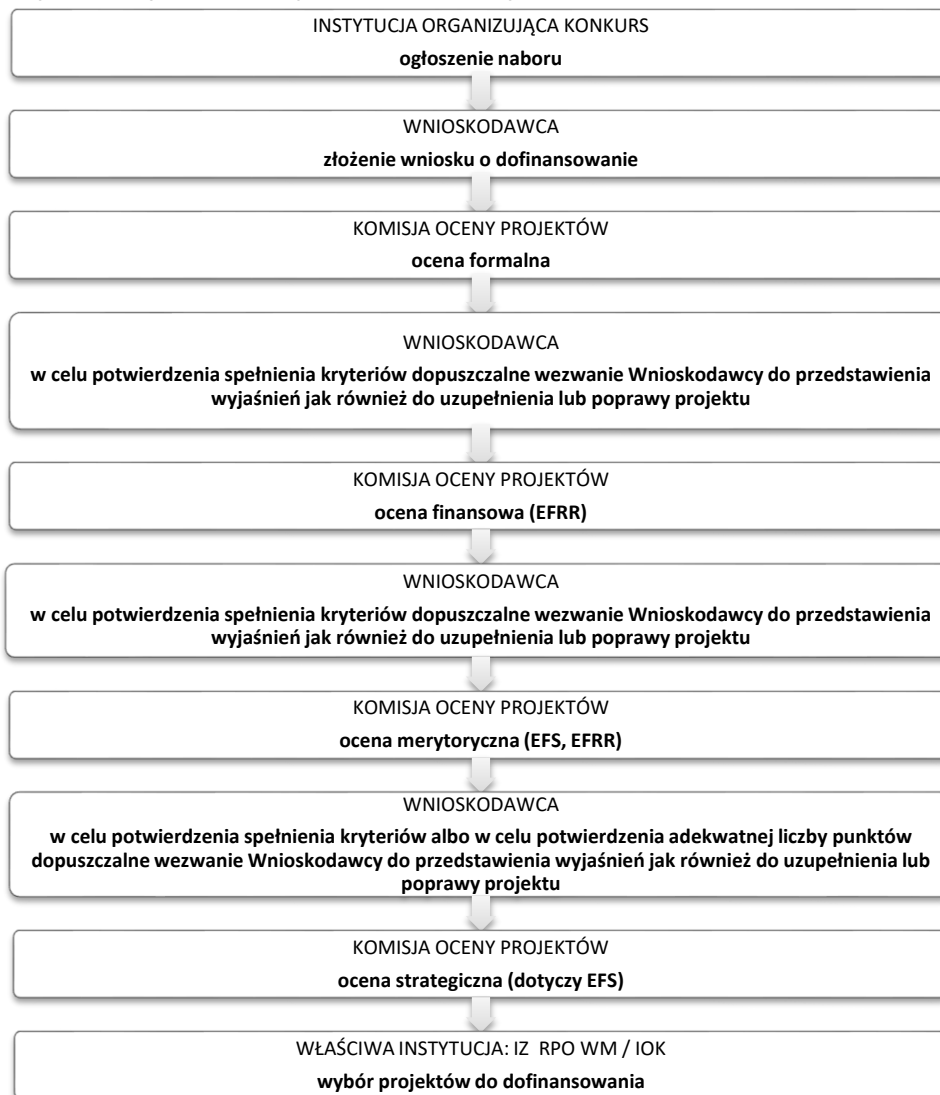 INSTYTUCJA ORGANIZUJĄCA KONKURS
ogłoszenie naboru
WNIOSKODAWCA
złożenie wniosku o dofinansowanie
KOMISJA OCENY PROJEKTÓW
ocena formalna
WNIOSKODAWCA
w celu potwierdzenia spełnienia kryteriów dopuszczalne wezwanie Wnioskodawcy do przedstawienia
wyjaśnień jak również do uzupełnienia lub poprawy projektu
KOMISJA OCENY PROJEKTÓW
ocena finansowa (EFRR)
WNIOSKODAWCA
w celu potwierdzenia spełnienia kryteriów dopuszczalne wezwanie Wnioskodawcy do przedstawienia
wyjaśnień jak również do uzupełnienia lub poprawy projektu
KOMISJA OCENY PROJEKTÓW
ocena merytoryczna (EFS, EFRR)
WNIOSKODAWCA
w celu potwierdzenia spełnienia kryteriów albo w celu potwierdzenia adekwatnej liczby punktów
dopuszczalne wezwanie Wnioskodawcy do przedstawienia wyjaśnień jak również do uzupełnienia lub
poprawy projektu
KOMISJA OCENY PROJEKTÓW
ocena strategiczna (dotyczy EFS)
WŁAŚCIWA INSTYTUCJA: IZ RPO WM / IOK
wybór projektów do dofinansowania